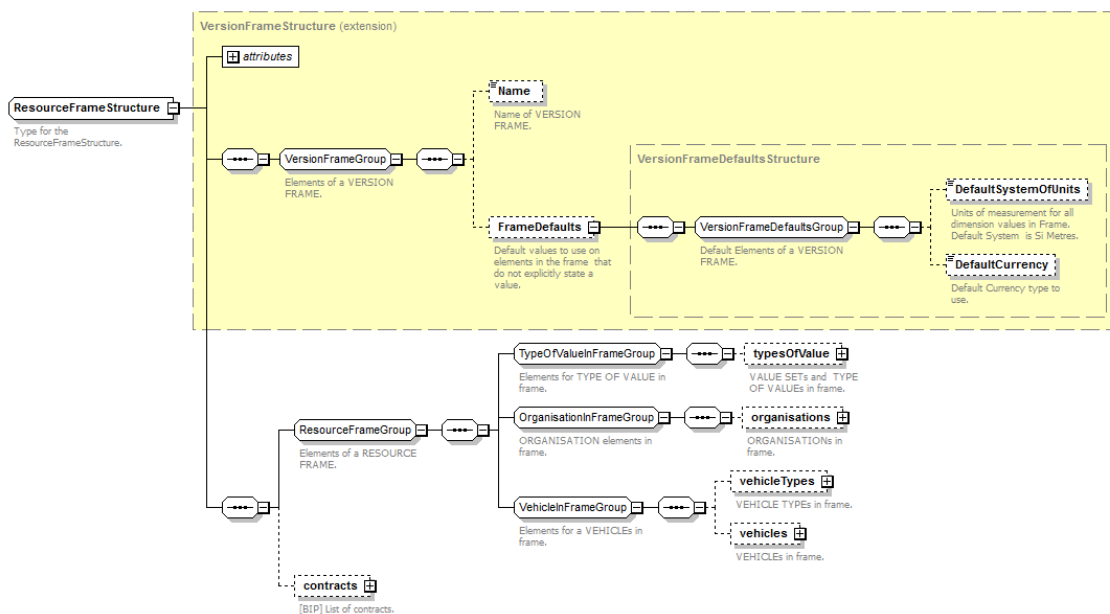 VersionFrameStructure (extension)
attributes
ResourceFrameStructure
Type for the
ResourceFrameStructure.
Name
Name of VERSION
FRAME.
VersionFrameGroup
Elements of a VERSION
FRAME.
VersionFrameDefaultsStructure
FrameDefaults
Default values to use on
elements in the frame that
do not explicitly state a
value.
VersionFrameDefaultsGroup
Default Elements of a VERSION
FRAME.
DefaultSystemOfUnits
Units of measurement for all
dimension values in Frame.
Default System is Si Metres.
DefaultCurrency
Default Currency type to
use.
ResourceFrameGroup
Elements of a RESOURCE
FRAME.
TypeOfValueInFrameGroup
Elements for TYPE OF VALUE in
frame.
typesOfValue
VALUE SETs and TYPE
OF VALUEs in frame.
OrganisationInFrameGroup
ORGANISATION elements in
frame.
organisations
ORGANISATIONs in
frame.
VehicleInFrameGroup
Elements for a VEHICLEs in
frame.
vehicleTypes
VEHICLE TYPEs in frame.
vehicles
VEHICLEs in frame.
contracts
[BIP] List of contracts.